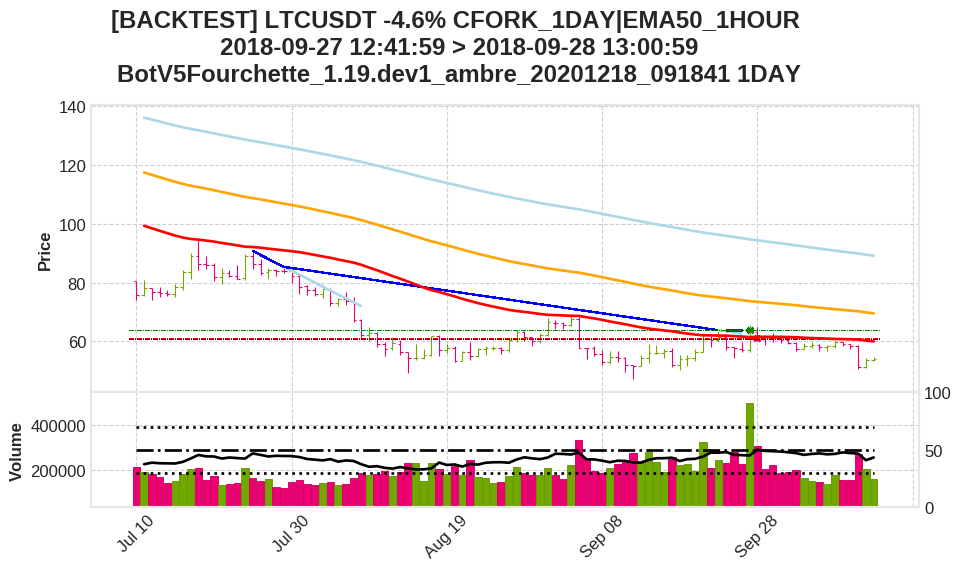 [BACKTEST] LTCUSDT -4.6% CFORK_1DAY|EMA50_1HOUR
2018-09-27 12:41:59 > 2018-09-28 13:00:59
BotV5Fourchette_1.19.dev1_ambre_20201218_091841 1DAY
140
120
100
80
60
Price
100
50
0
400000
200000
Volume
Jul 10
Jul 30
Aug 19
Sep 08
Sep 28